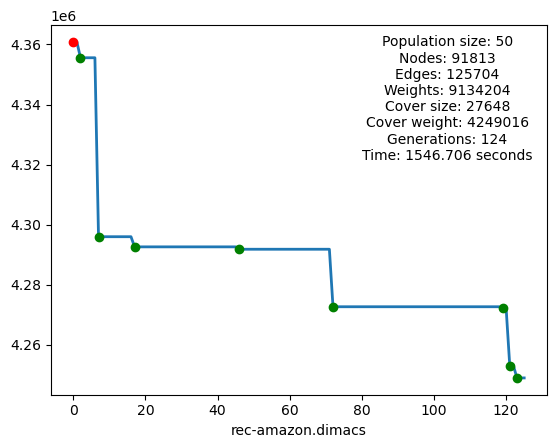 1e6
4.36
4.34
4.32
4.30
4.28
4.26
Population size: 50
Nodes: 91813
Edges: 125704
Weights: 9134204
Cover size: 27648
Cover weight: 4249016
Generations: 124
Time: 1546.706 seconds
0 20 40 60 80 100 120
rec-amazon.dimacs